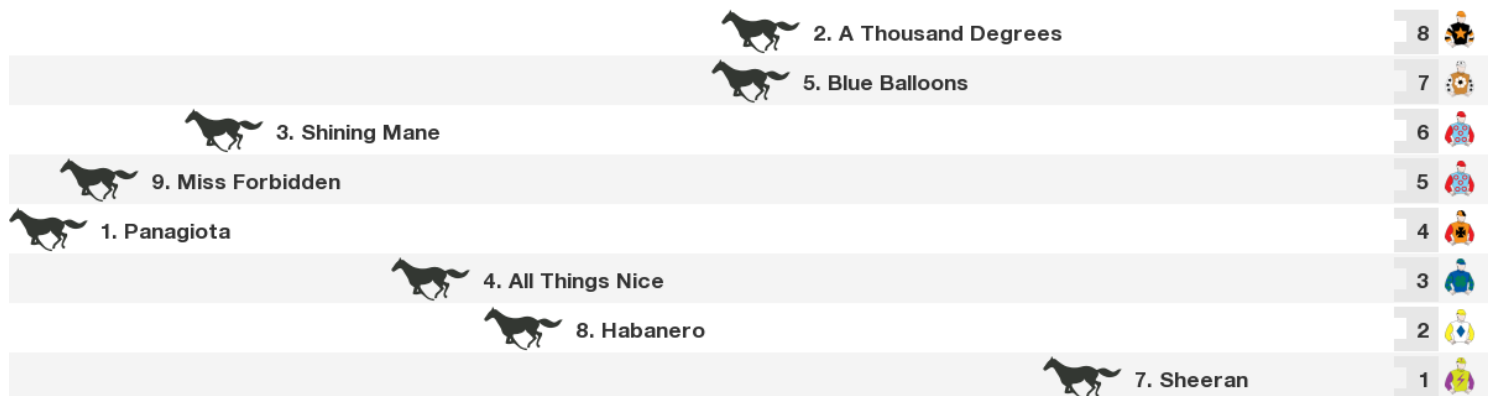 2. A Thousand Degrees 8
5. Blue Balloons 7
3. Shining Mane 6
9. Miss Forbidden 5
1. Panagiota 4
4. All Things Nice 3
8. Habanero 2
7. Sheeran 1